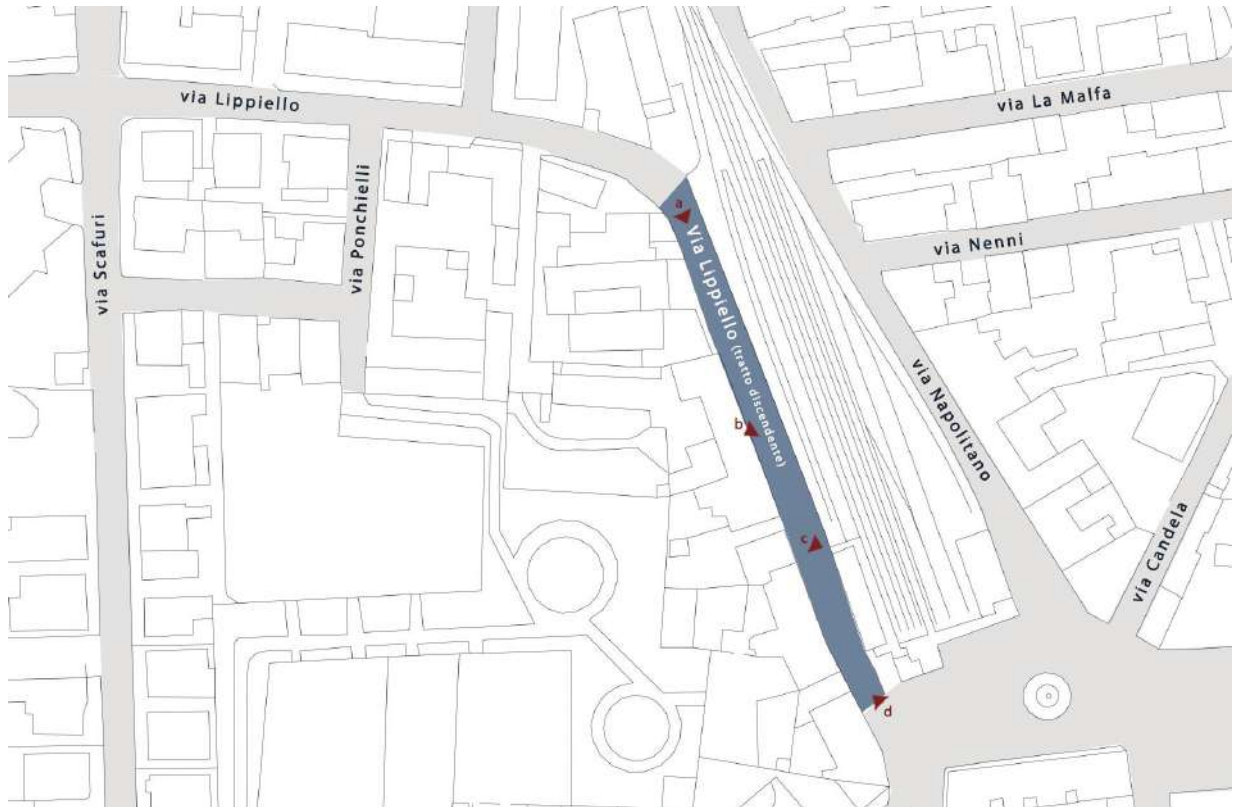 via Lippiello
via La Malfa
via Scafuri
via Ponchielli
a
Via Lippiello (tratto discendente)
via Nenni
via Napolitano
b
c
via Candela
d